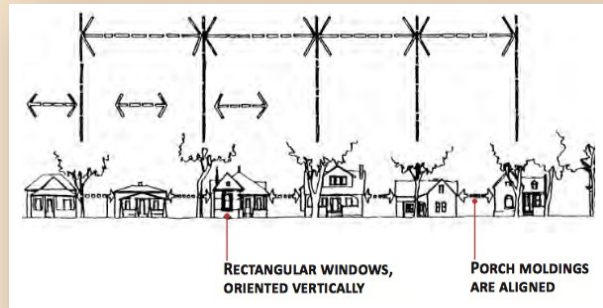 RECTANGULAR WINDOWS,
ORIENTED VERTICALLY
PORCH MOLDINGS
ARE ALIGNED